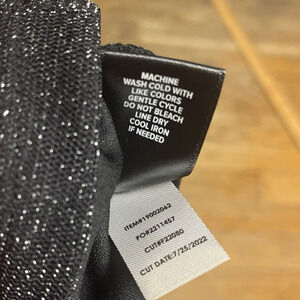 MACHINE
WASH COLD WITH
LIKE COLORS
GENTLE CYCLE
DO NOT BLEACH
LINE DRY
COOL IRON
IF NEEDED
ITEM#19002062
PO#2211457
CUT#F22080
CUT DATE:7/25/2022